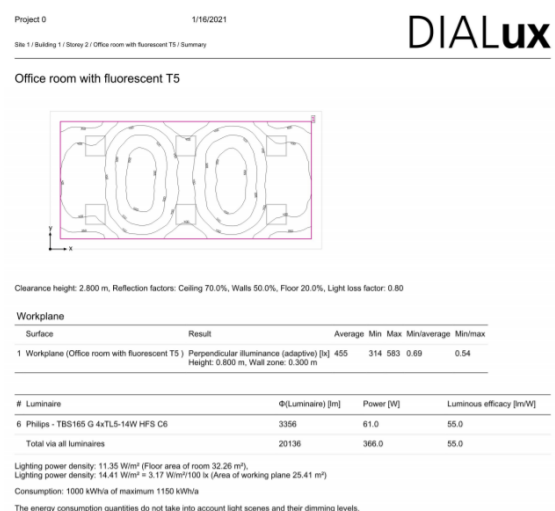 Project 0 1/16/2021
DIALux
Site 1 / Building 1 / Storey 2 / Office room with fluorescent T5 / Summary
Office room with fluorescent T5
Y
X
Clearance height: 2.800 m, Reflection factors: Ceiling 70.0%, Walls 50.0%, Floor 20.0%, Light loss factor: 0.80
Workplane
Surface Result Average Min Max Min/average Min/max
1 Workplane (Office room with fluorescent T5 ) Perpendicular illuminance (adaptive) [lx] 455 314 583 0.69 0.54
Height: 0.800 m, Wall zone: 0.300 m
# Luminaire Φ(Luminaire) [lm] Power [W] Luminous efficacy [lm/W]
6 Philips - TBS165 G 4xTL5-14W HFS C6 3356 61.0 55.0
Total via all luminaires 20136 366.0 55.0
Lighting power density: 11.35 W/m² (Floor area of room 32.26 m²),
Lighting power density: 14.41 W/m² = 3.17 W/m²/100 lx (Area of working plane 25.41 m²)
Consumption: 1000 kWh/a of maximum 1150 kWh/a
The energy consumption quantities do not take into account light scenes and their dimming levels.